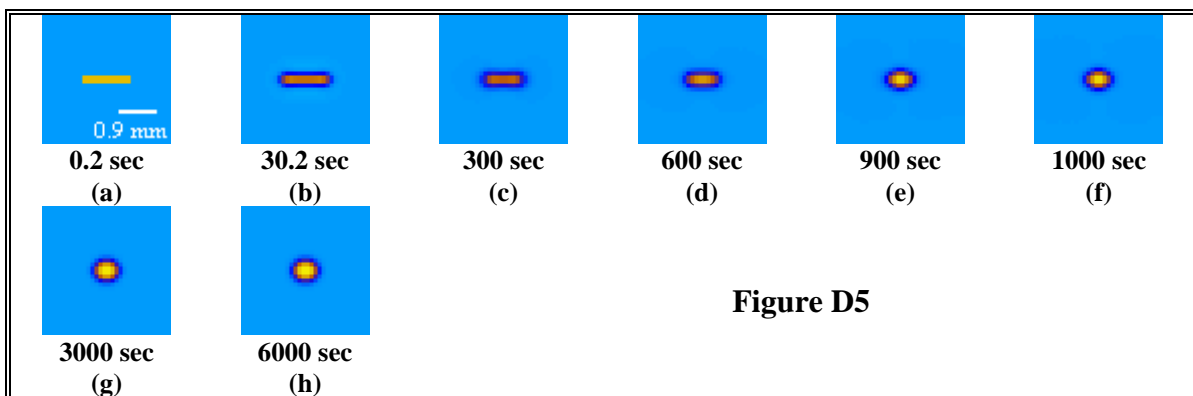 0.9 mm
0.2 sec 30.2 sec 300 sec 600 sec 900 sec 1000 sec
(a) (b) (c) (d) (e) (f)
Figure D5
3000 sec 6000 sec
(g) (h)